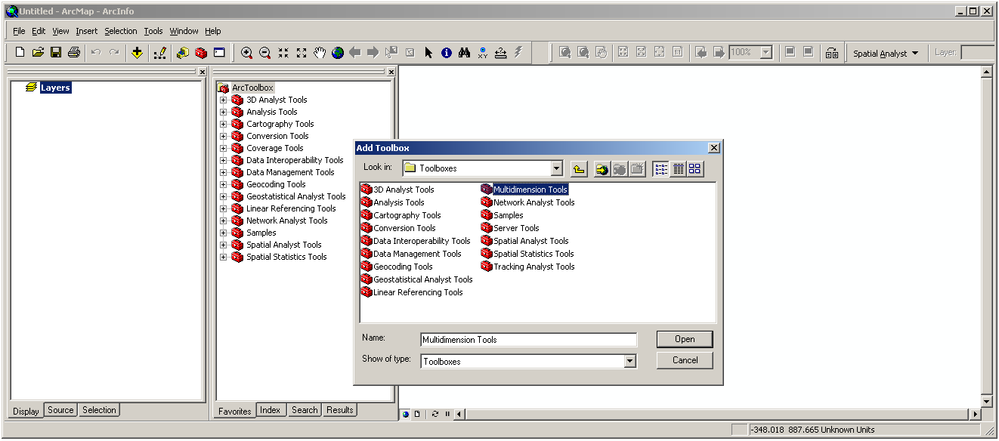 Untitled - ArcMap - ArcInfo
File Edit View Insert Selection Tools Window Help
XY
1:1
100%
Spatial Analyst
Layer:
Layers
ArcToolbox
3D Analyst Tools
Analysis Tools
Cartography Tools
Conversion Tools
Coverage Tools
Data Interoperability Tools
Data Management Tools
Geocoding Tools
Geostatistical Analyst Tools
Linear Referencing Tools
Network Analyst Tools
Samples
Spatial Analyst Tools
Spatial Statistics Tools
Add Toolbox
Look in: Toolboxes
3D Analyst Tools
Analysis Tools
Cartography Tools
Conversion Tools
Data Interoperability Tools
Data Management Tools
Geocoding Tools
Geostatistical Analyst Tools
Linear Referencing Tools
Multidimension Tools
Network Analyst Tools
Samples
Server Tools
Spatial Analyst Tools
Spatial Statistics Tools
Tracking Analyst Tools
Name: Multidimension Tools
Open
Show of type: Toolboxes
Cancel
Display Source Selection
Favorites Index Search Results
-348.018 887.665 Unknown Units